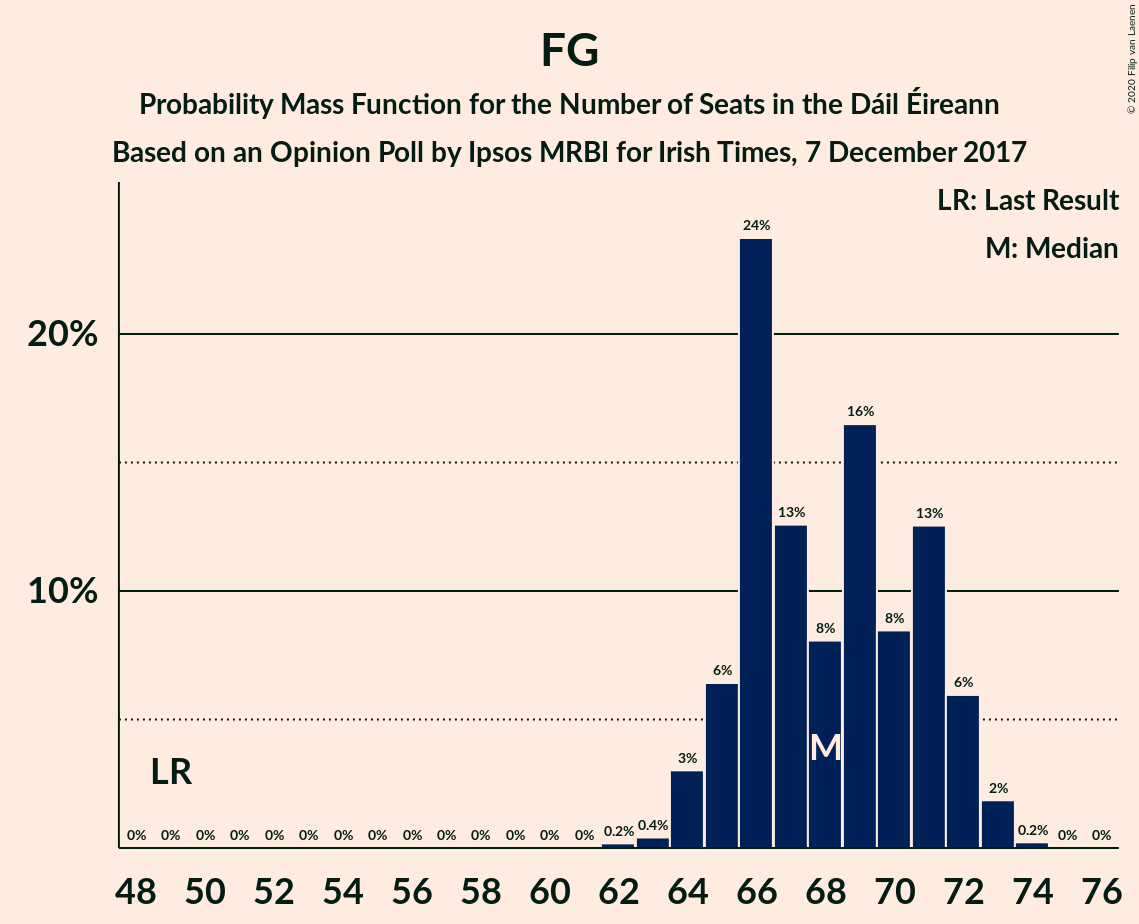 © 2020 Filip van Laenen
FG
Probability Mass Function for the Number of Seats in the Dáil Éireann
Based on an Opinion Poll by Ipsos MRBI for Irish Times, 7 December 2017
LR: Last Result
M: Median
20%
10%
24%
16%
13%
13%
8%
8%
6%
6%
M
3%
LR
2%
0% 0% 0% 0% 0% 0% 0% 0% 0% 0% 0% 0% 0% 0% 0.2% 0.4% 0.2% 0% 0%
48 50 52 54 56 58 60 62 64 66 68 70 72 74 76